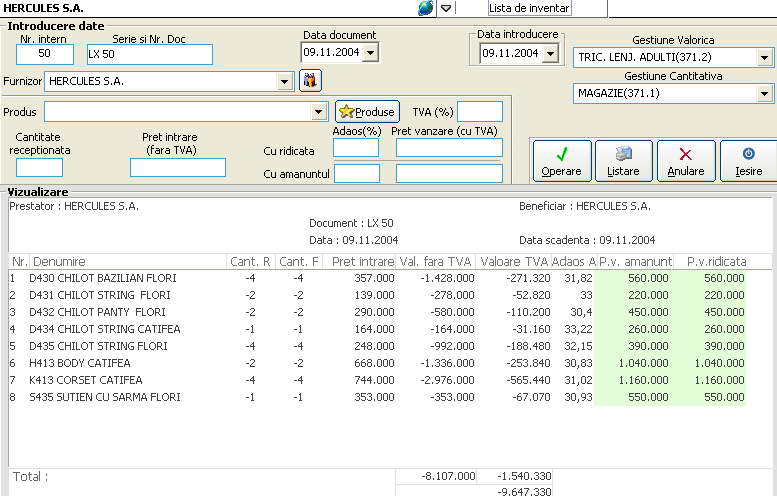 HERCULES S.A.
Lista de inventar
Introducere date
Nr. intern Serie si Nr. Doc Data document Data introducere
50 LX 50 09.11.2004 09.11.2004
Gestiune Valorica
TRIC. LENJ. ADULTI(371.2)
Furnizor HERCULES S.A.
Gestiune Cantitativa
MAGAZIE(371.1)
Produs Produse TVA (%)
Cantitate receptionata
Pret intrare (fara TVA)
Adaos(%) Pret vanzare (cu TVA)
Cu ridicata
Cu amanuntul
Operare Listare Anulare Iesire
Vizualizare
Prestator : HERCULES S.A. Beneficiar : HERCULES S.A.
Document : LX 50
Data : 09.11.2004 Data scadenta : 09.11.2004
Nr. Denumire Cant. R Cant. F Pret intrare Val. fara TVA Valoare TVA Adaos A P.v. amanunt P.v.ridicata
1 D430 CHILOT BAZILIAN FLORI -4 -4 357.000 -1.428.000 -271.320 31,82 560.000 560.000
2 D431 CHILOT STRING FLORI -2 -2 139.000 -278.000 -52.820 33 220.000 220.000
3 D432 CHILOT PANTY FLORI -2 -2 290.000 -580.000 -110.200 30,4 450.000 450.000
4 D434 CHILOT STRING CATIFEA -1 -1 164.000 -164.000 -31.160 33,22 260.000 260.000
5 D435 CHILOT STRING FLORI -4 -4 248.000 -992.000 -188.480 32,15 390.000 390.000
6 H413 BODY CATIFEA -2 -2 668.000 -1.336.000 -253.840 30,83 1.040.000 1.040.000
7 K413 CORSET CATIFEA -4 -4 744.000 -2.976.000 -565.440 31,02 1.160.000 1.160.000
8 S435 SUTIEN CU SARMA FLORI -1 -1 353.000 -353.000 -67.070 30,93 550.000 550.000
Total : -8.107.000 -1.540.330
-9.647.330